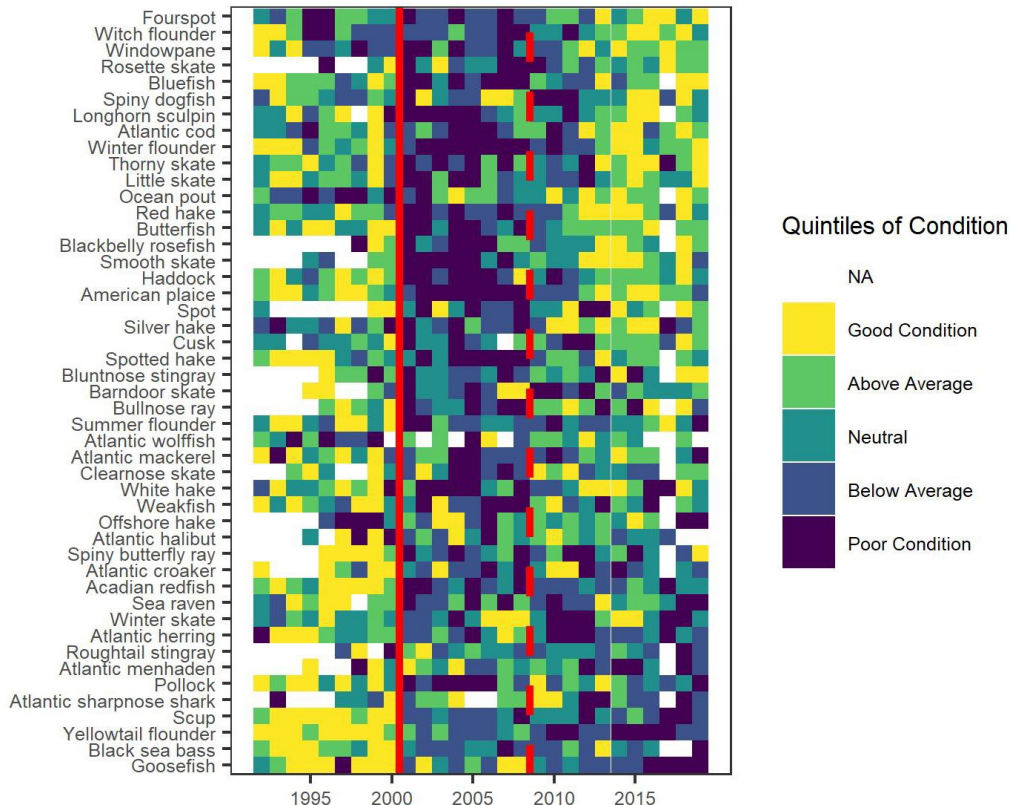 Fourspot
Witch flounder
Windowpane
Rosette skate
Bluefish
Spiny dogfish
Longhorn sculpin
Atlantic cod
Winter flounder
Thorny skate
Little skate
Ocean pout
Red hake
Butterfish
Blackbelly rosefish
Smooth skate
Haddock
American plaice
Spot
Silver hake
Cusk
Spotted hake
Bluntnose stingray
Barndoor skate
Bullnose ray
Summer flounder
Atlantic wolffish
Atlantic mackerel
Clearnose skate
White hake
Weakfish
Offshore hake
Atlantic halibut
Spiny butterfly ray
Atlantic croaker
Acadian redfish
Sea raven
Winter skate
Atlantic herring
Roughtail stingray
Atlantic menhaden
Pollock
Atlantic sharpnose shark
Scup
Yellowtail flounder
Black sea bass
Goosefish
1995 2000 2005 2010 2015
Quintiles of Condition
NA
Good Condition
Above Average
Neutral
Below Average
Poor Condition